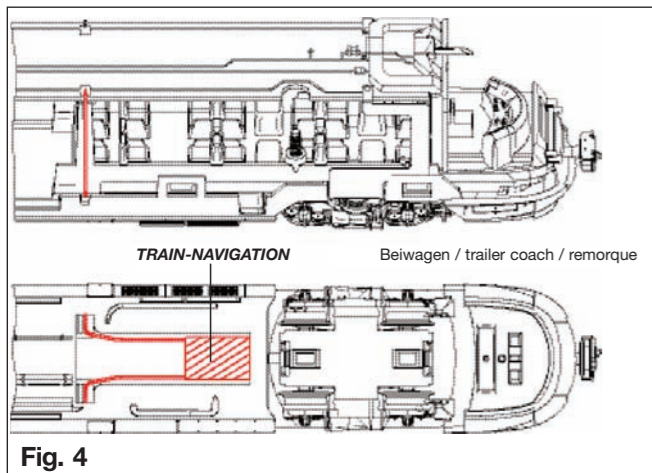 TRAIN-NAVIGATION
Beiwagen / trailer coach / remorque
Fig. 4